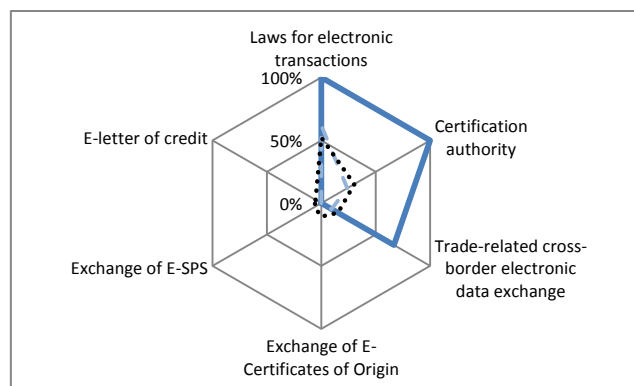 Laws for electronic
transactions
100%
Certification
authority
E-letter of credit
50%
0%
Trade-related cross-
border electronic
data exchange
Exchange of E-SPS
Exchange of E-
Certificates of Origin